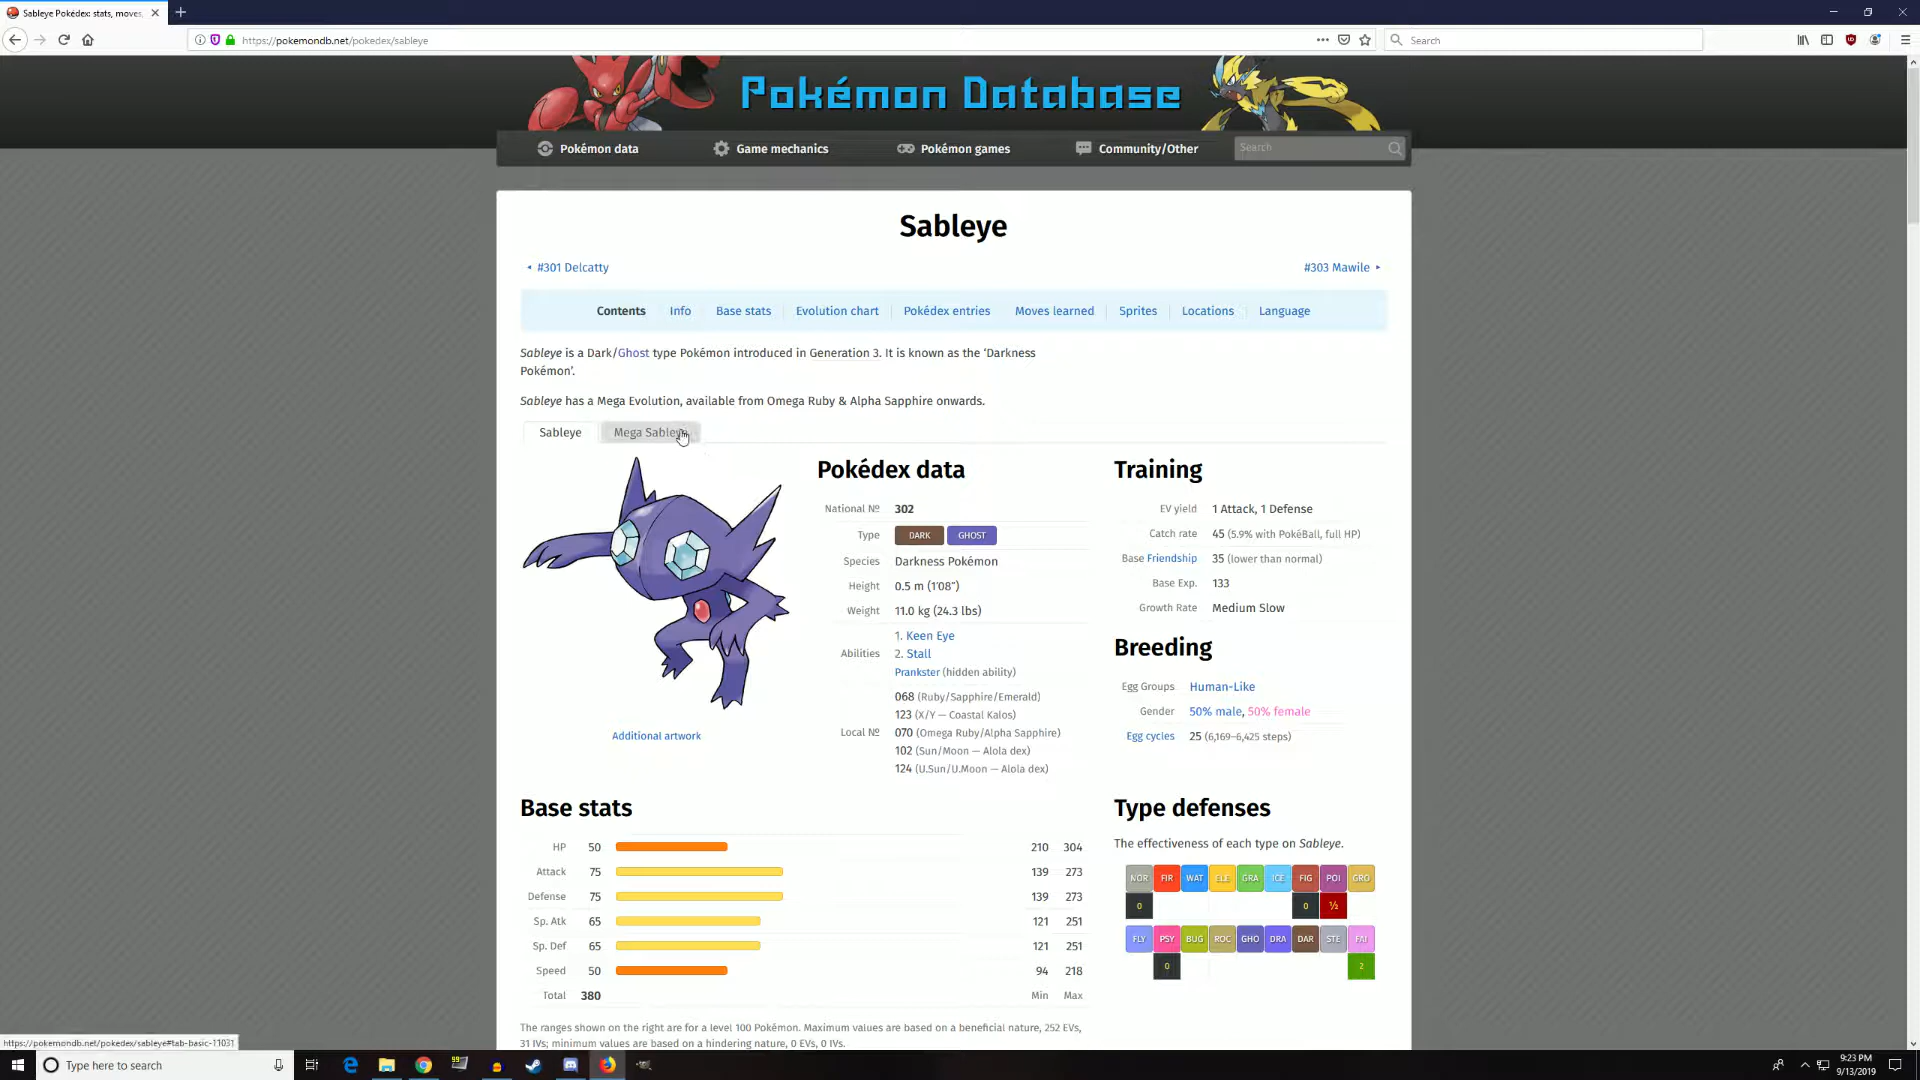 Sableye Pokédex: stats, moves,
https://pokemondb.net/pokedex/sableye
Search
Pokémon Database
Pokémon data
Game mechanics
Pokémon games
Community/Other
Search
Sableye
#301 Delcatty
#303 Mawile
Contents Info Base stats Evolution chart Pokédex entries Moves learned Sprites Locations Language
Sableye is a Dark/Ghost type Pokémon introduced in Generation 3. It is known as the ‘Darkness
Pokémon’.
Sableye has a Mega Evolution, available from Omega Ruby & Alpha Sapphire onwards.
Sableye
Mega Sableye
Additional artwork
Pokédex data
National № 302
Type DARK GHOST
Species Darkness Pokémon
Height 0.5 m (1′08″)
Weight 11.0 kg (24.3 lbs)
Abilities
1. Keen Eye
2. Stall
Prankster (hidden ability)
Local №
068 (Ruby/Sapphire/Emerald)
123 (X/Y — Coastal Kalos)
070 (Omega Ruby/Alpha Sapphire)
102 (Sun/Moon — Alola dex)
124 (U.Sun/U.Moon — Alola dex)
Training
EV yield 1 Attack, 1 Defense
Catch rate 45 (5.9% with PokéBall, full HP)
Base Friendship 35 (lower than normal)
Base Exp. 133
Growth Rate Medium Slow
Breeding
Egg Groups Human-Like
Gender 50% male, 50% female
Egg cycles 25 (6,169–6,425 steps)
Base stats
HP 50 210 304
Attack 75 139 273
Defense 75 139 273
Sp. Atk 65 121 251
Sp. Def 65 121 251
Speed 50 94 218
Total 380 Min Max
The ranges shown on the right are for a level 100 Pokémon. Maximum values are based on a beneficial nature, 252 EVs,
31 IVs; minimum values are based on a hindering nature, 0 EVs, 0 IVs.
Type defenses
The effectiveness of each type on Sableye.
NOR FIR WAT ELE GRA ICE FIG POI GRO
0 0 ½
FLY PSY BUG ROC GHO DRA DAR STE FAI
0 2
https://pokemondb.net/pokedex/sableye#tab-basic-11031
Type here to search
9:23 PM
9/13/2019